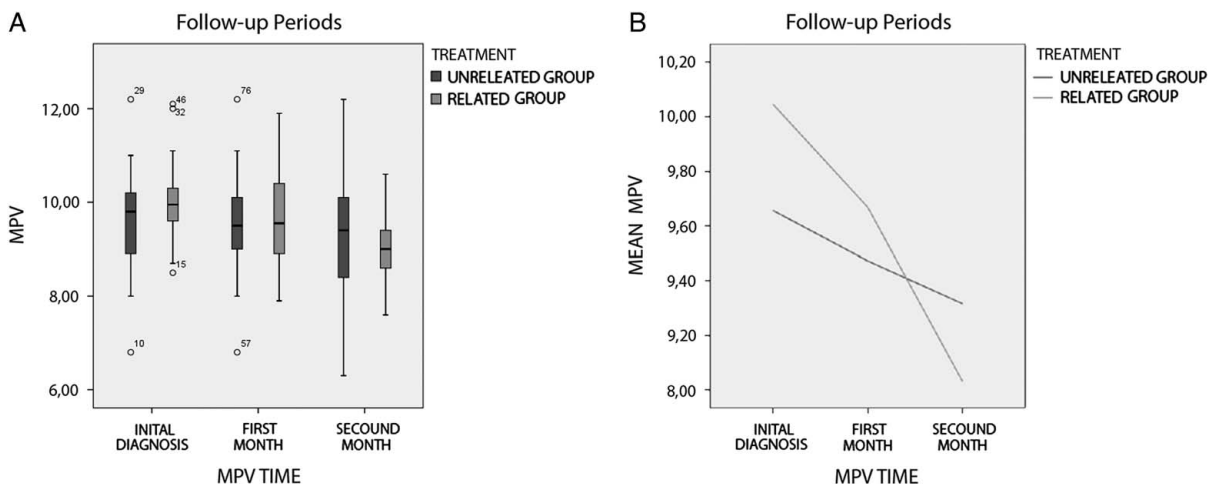 A
Follow-up Periods
TREATMENT
UNRELEATED GROUP
RELATED GROUP
MPV
12,00
10,00
8,00
6,00
29
46
32
15
10
76
57
INITAL
DIAGNOSIS
FIRST
MONTH
SECOUND
MONTH
MPV TIME
B
Follow-up Periods
TREATMENT
UNRELEATED GROUP
RELATED GROUP
MEAN MPV
10,20
10,00
9,80
9,60
9,40
9,20
8,00
INITIAL
DIAGNOSIS
FIRST
MONTH
SECOUND
MONTH
MPV TIME